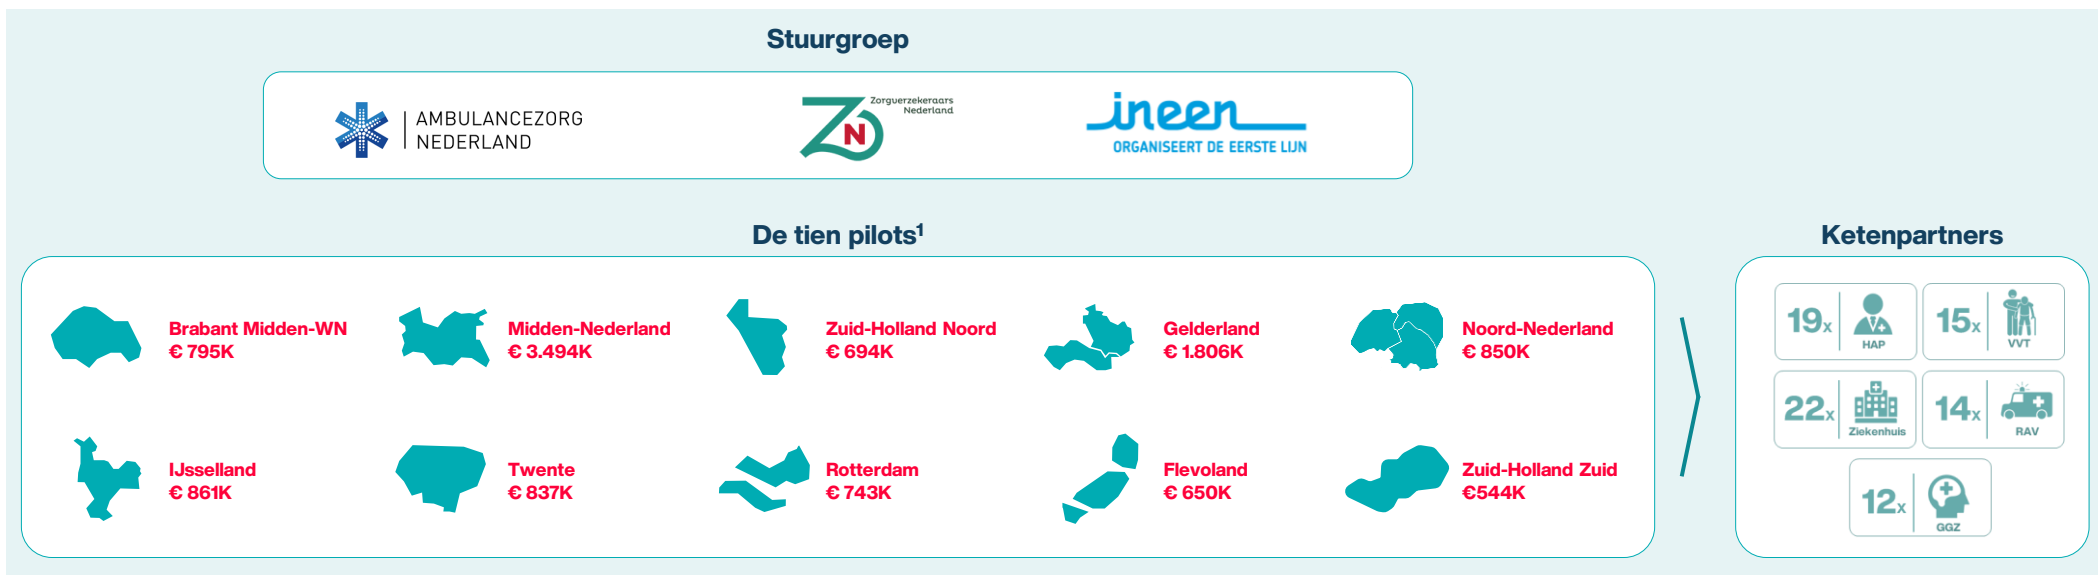 Stuurgroep
AMBULANCEZORG
NEDERLAND
Zorgverzekeraars
Nederland
ZN
ineen
ORGANISEERT DE EERSTE LIJN
De tien pilots¹
Brabant Midden-WN
€ 795K
Midden-Nederland
€ 3.494K
Zuid-Holland Noord
€ 694K
Gelderland
€ 1.806K
Noord-Nederland
€ 850K
IJsselland
€ 861K
Twente
€ 837K
Rotterdam
€ 743K
Flevoland
€ 650K
Zuid-Holland Zuid
€544K
Ketenpartners
19x
HAP
15x
VVT
22x
Ziekenhuis
14x
RAV
12x
GGZ